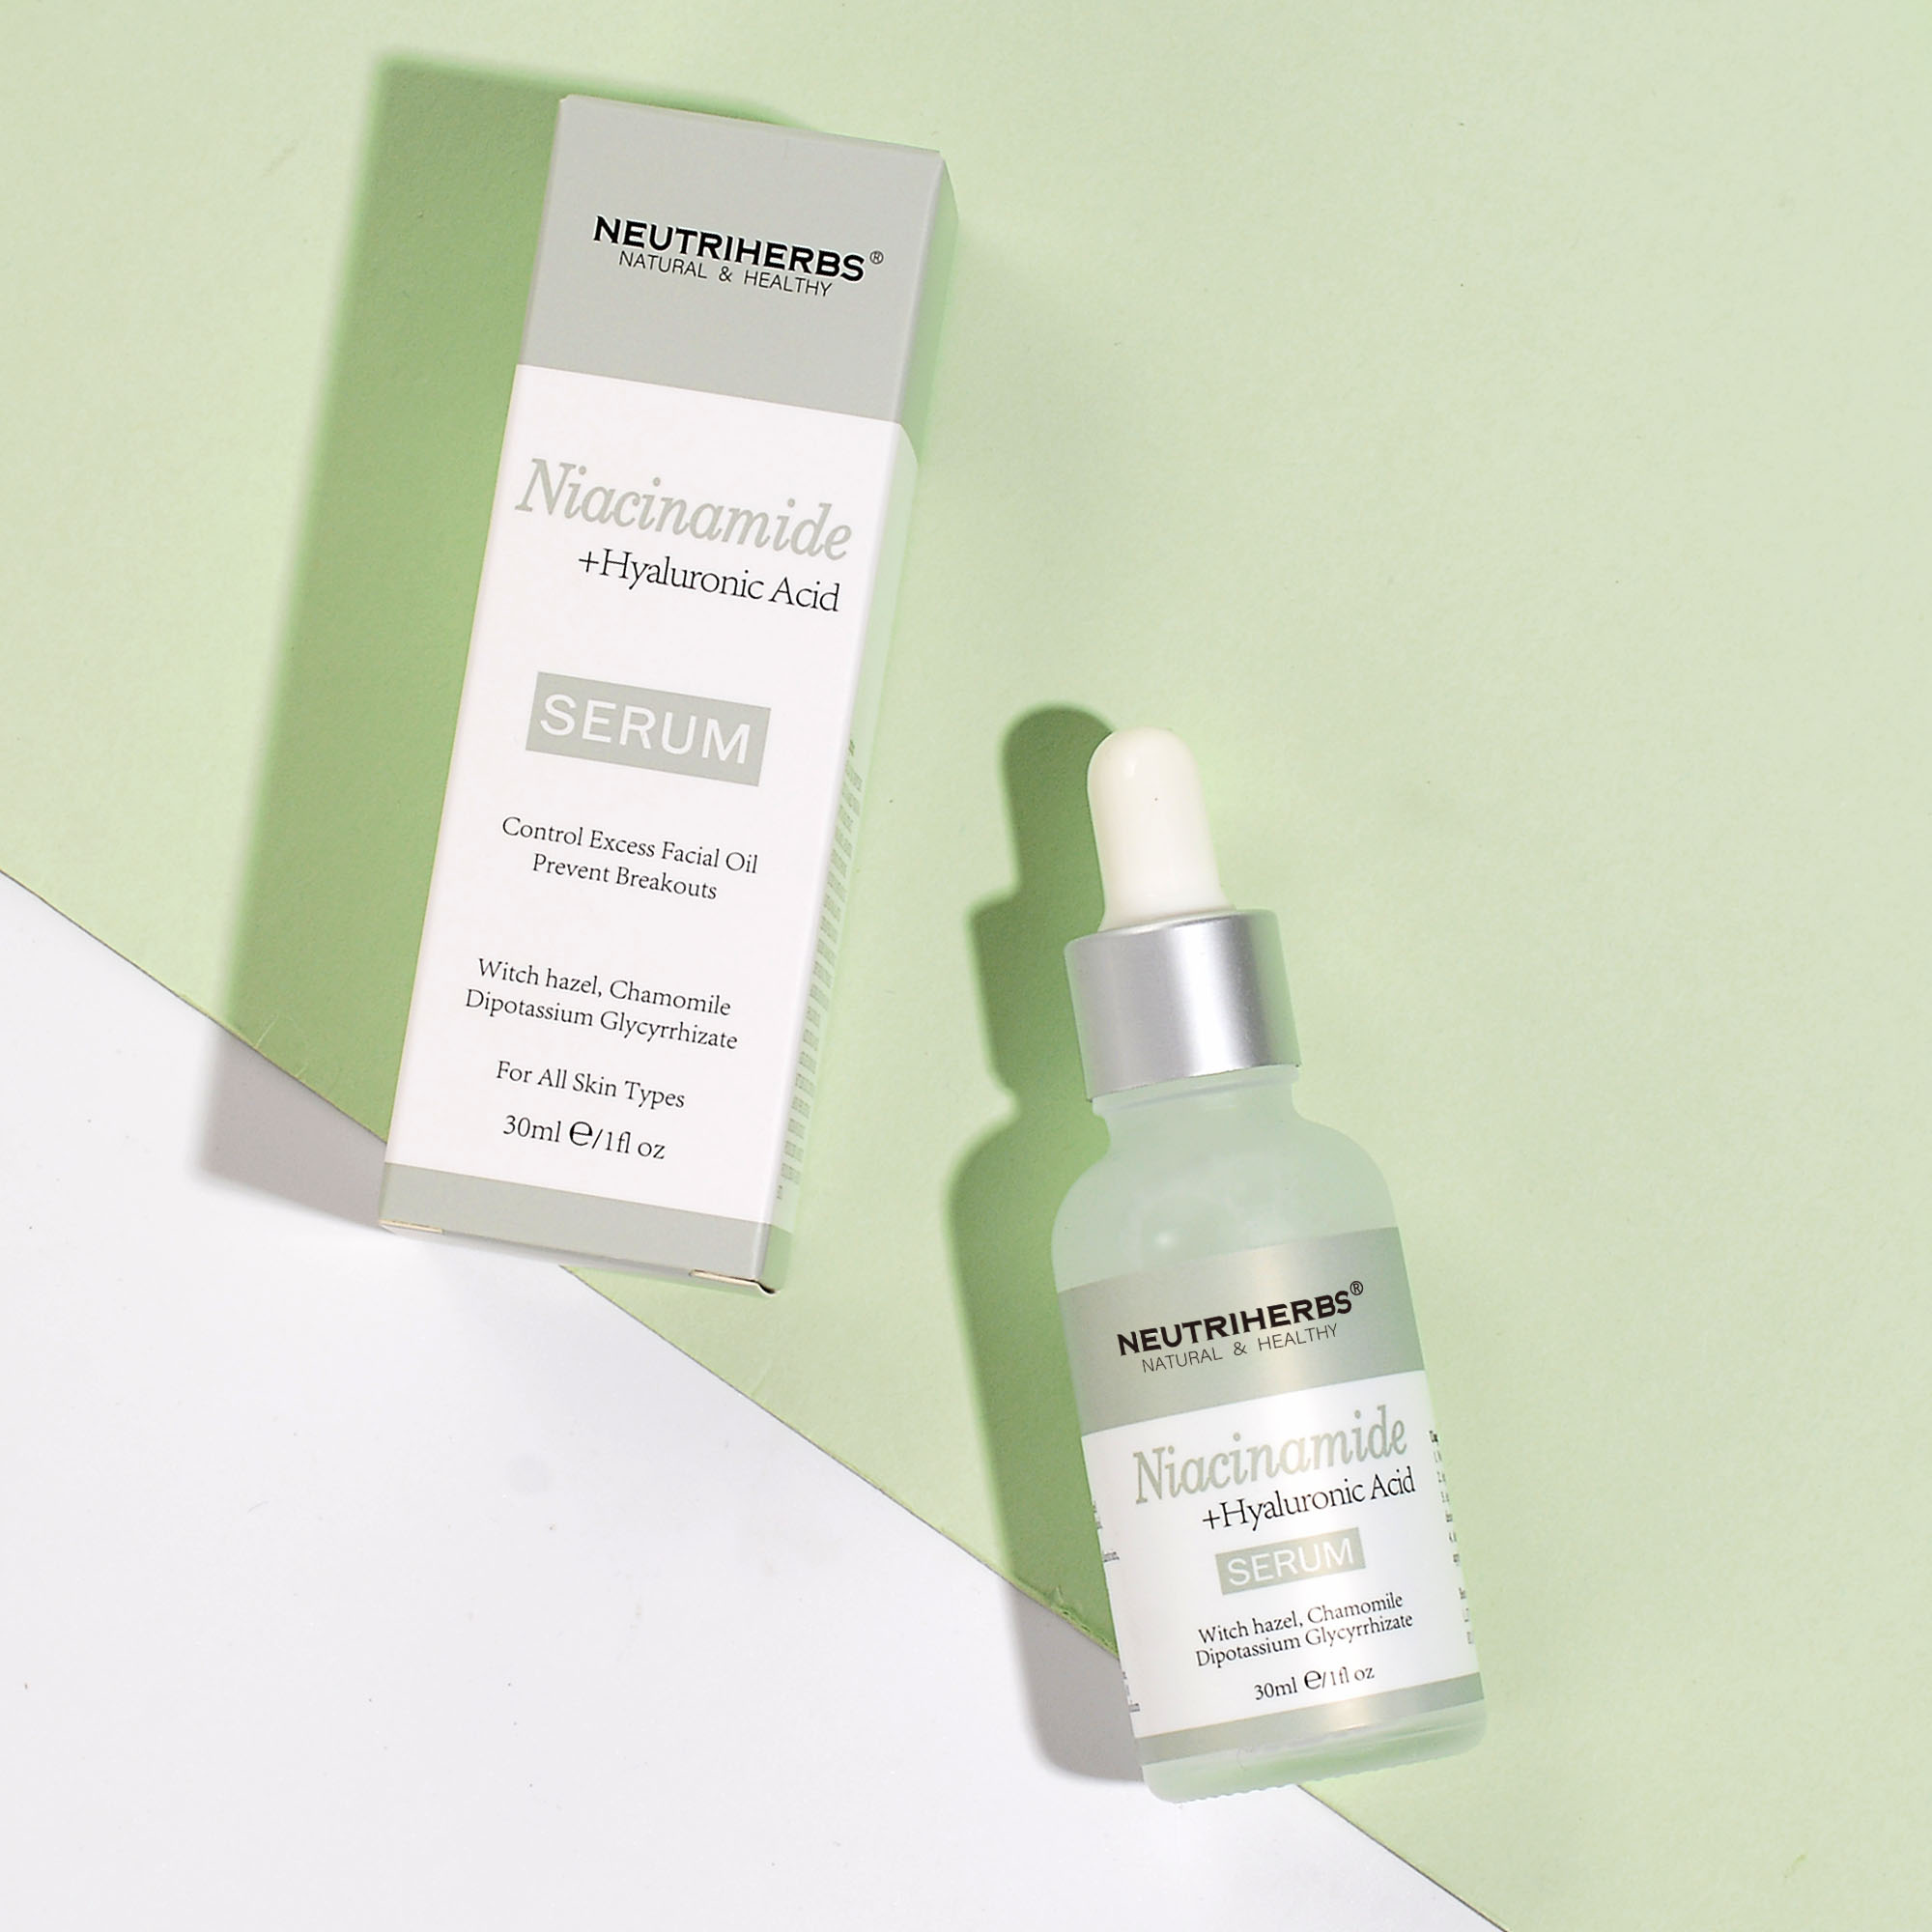 NEUTRIHERBS®
NATURAL & HEALTHY
Niacinamide
+Hyaluronic Acid
SERUM
Control Excess Facial Oil
Prevent Breakouts
Witch hazel, Chamomile
Dipotassium Glycyrrhizate
For All Skin Types
30ml ℮/1fl oz
NEUTRIHERBS®
NATURAL & HEALTHY
Niacinamide
+Hyaluronic Acid
SERUM
Witch hazel, Chamomile
Dipotassium Glycyrrhizate
30ml ℮/1fl oz